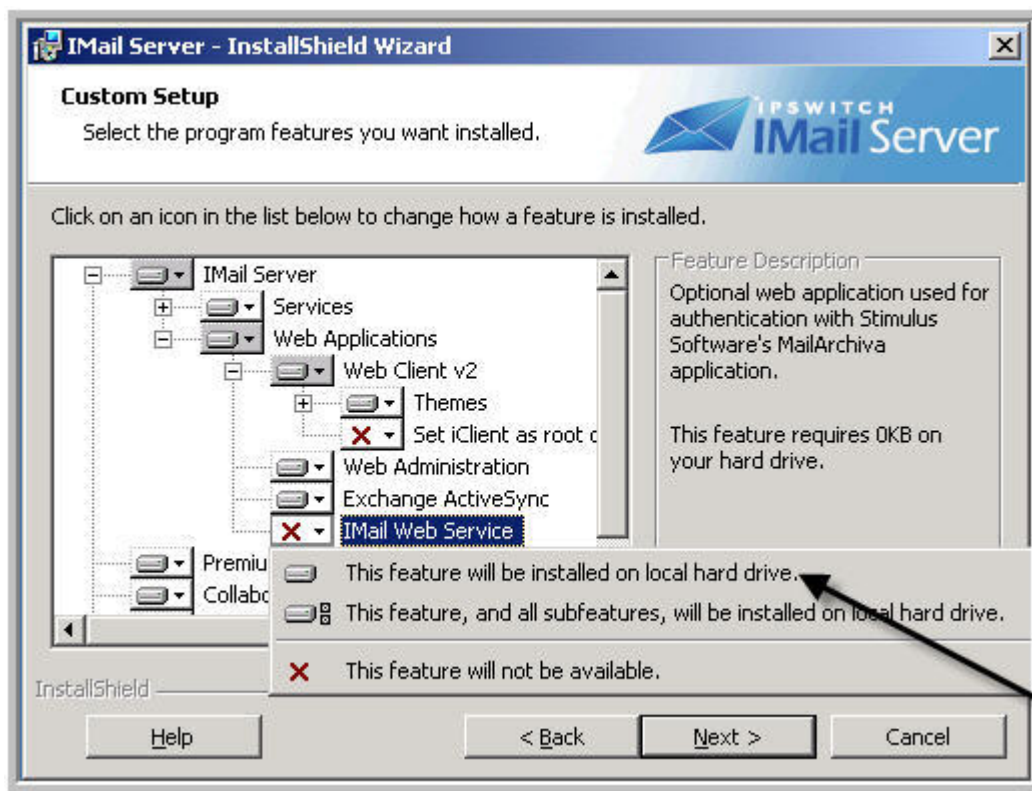 IMail Server - InstallShield Wizard
Custom Setup
Select the program features you want installed.
IPSWITCH
IMail Server
Click on an icon in the list below to change how a feature is installed.
IMail Server
Services
Web Applications
Web Client v2
Themes
Set iClient as root
Web Administration
Exchange ActiveSync
IMail Web Service
Premiu
Collabo
Feature Description
Optional web application used for
authentication with Stimulus
Software's MailArchiva
application.
This feature requires 0KB on
your hard drive.
This feature will be installed on local hard drive.
This feature, and all subfeatures, will be installed on local hard drive.
This feature will not be available.
InstallShield
Help
< Back
Next >
Cancel